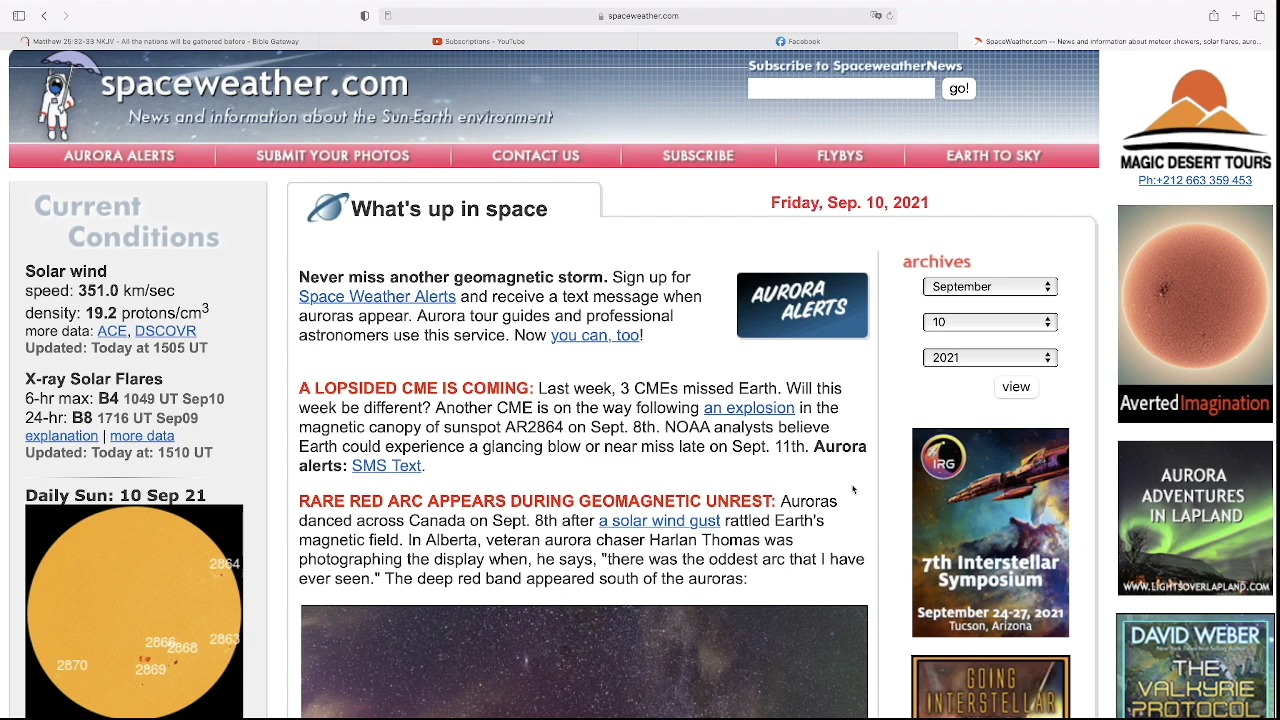 spaceweather.com
Matthew 25:32-33 NKJV - All the nations will be gathered before - Bible Gateway
Subscriptions - YouTube
Facebook
SpaceWeather.com -- News and information about meteor showers, solar flares, auro...
spaceweather.com
News and information about the Sun-Earth environment
Subscribe to SpaceweatherNews
go!
AURORA ALERTS
SUBMIT YOUR PHOTOS
CONTACT US
SUBSCRIBE
FLYBYS
EARTH TO SKY
MAGIC DESERT TOURS
Ph:+212 663 359 453
Current
Conditions
Solar wind
speed: 351.0 km/sec
density: 19.2 protons/cm3
more data: ACE, DSCOVR
Updated: Today at 1505 UT
X-ray Solar Flares
6-hr max: B4 1049 UT Sep10
24-hr: B8 1716 UT Sep09
explanation | more data
Updated: Today at: 1510 UT
Daily Sun: 10 Sep 21
2864
2863
2866
2868
2869
2870
What's up in space
Friday, Sep. 10, 2021
Never miss another geomagnetic storm. Sign up for
Space Weather Alerts and receive a text message when
auroras appear. Aurora tour guides and professional
astronomers use this service. Now you can, too!
AURORA
ALERTS
A LOPSIDED CME IS COMING: Last week, 3 CMEs missed Earth. Will this
week be different? Another CME is on the way following an explosion in the
magnetic canopy of sunspot AR2864 on Sept. 8th. NOAA analysts believe
Earth could experience a glancing blow or near miss late on Sept. 11th. Aurora
alerts: SMS Text.
RARE RED ARC APPEARS DURING GEOMAGNETIC UNREST: Auroras
danced across Canada on Sept. 8th after a solar wind gust rattled Earth's
magnetic field. In Alberta, veteran aurora chaser Harlan Thomas was
photographing the display when, he says, "there was the oddest arc that I have
ever seen." The deep red band appeared south of the auroras:
archives
September
10
2021
view
IRG
7th Interstellar
Symposium
September 24-27, 2021
Tucson, Arizona
GOING
INTERSTELLAR
AvertedImagination
AURORA
ADVENTURES
IN LAPLAND
WWW.LIGHTSOVERLAPLAND.COM
DAVID WEBER
THE
VALKYRIE
PROTOCOL